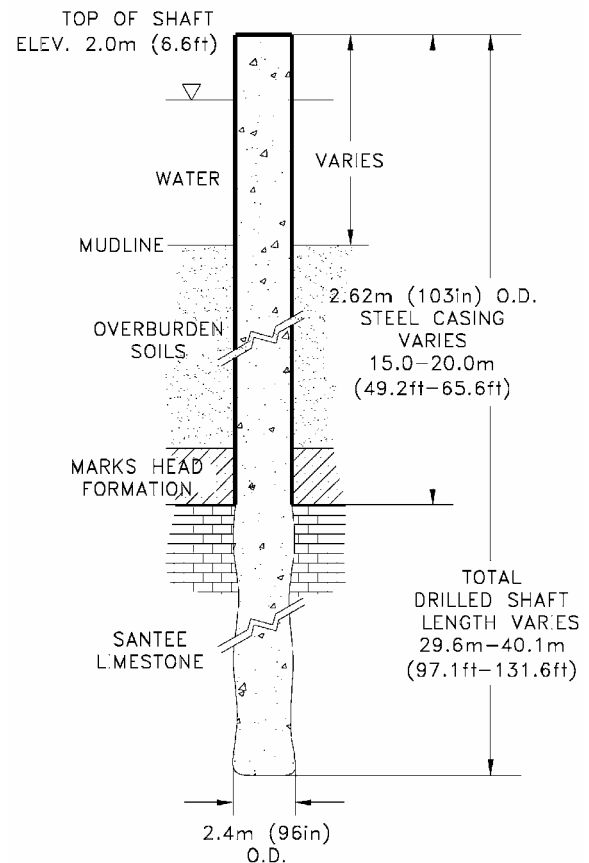 TOP OF SHAFT
ELEV. 2.0m (6.6ft)
WATER
VARIES
MUDLINE
2.62m (103in) O.D.
STEEL CASING
VARIES
15.0-20.0m
(49.2ft-65.6ft)
OVERBURDEN
SOILS
MARKS HEAD
FORMATION
TOTAL
DRILLED SHAFT
LENGTH VARIES
29.6m-40.1m
(97.1ft-131.6ft)
SANTEE
LIMESTONE
2.4m (96in)
O.D.